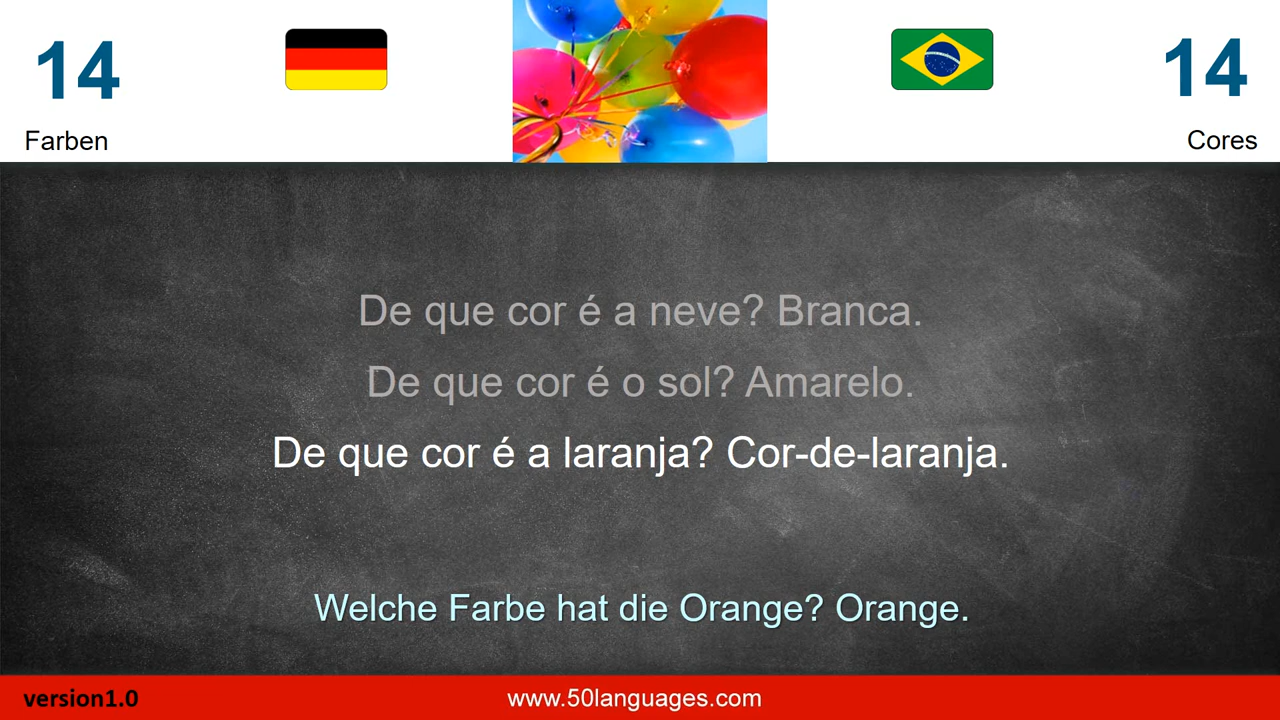 14
14
Farben
Cores
De que cor é a neve? Branca.
De que cor é o sol? Amarelo.
De que cor é a laranja? Cor-de-laranja.
Welche Farbe hat die Orange? Orange.
version1.0
www.50languages.com